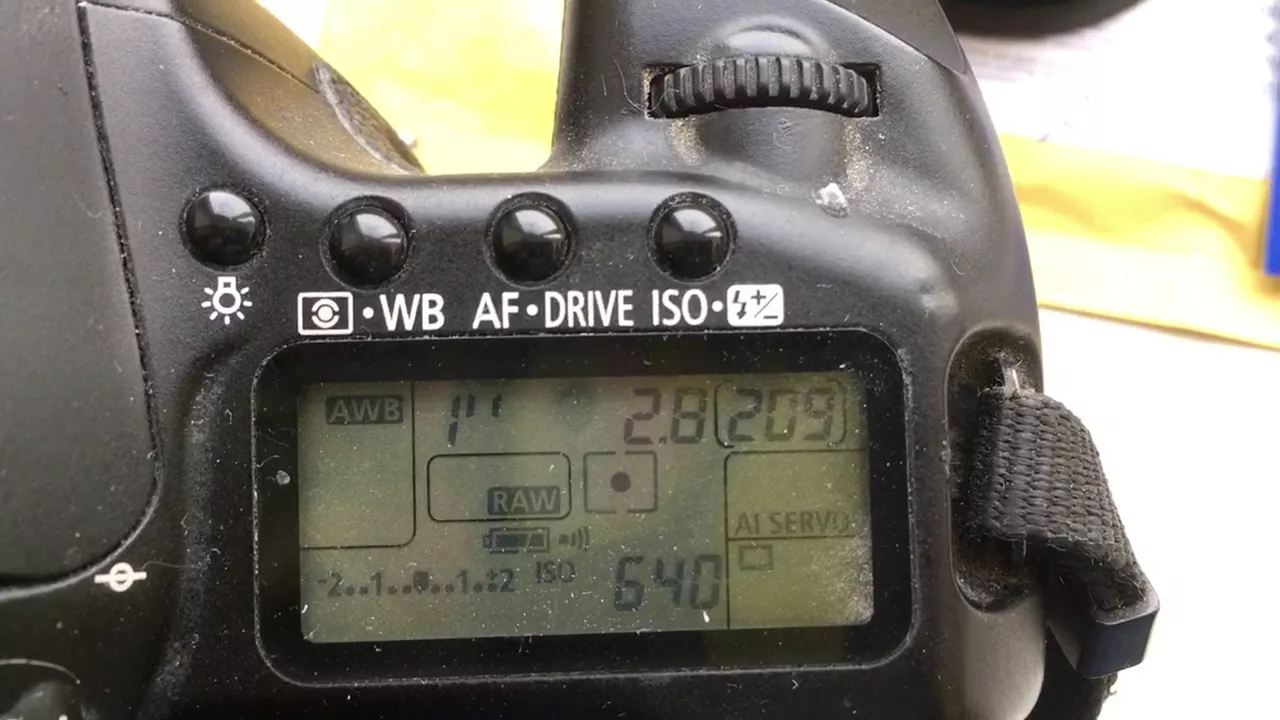 WB AF•DRIVE ISO•
AWB 1" 2.8 [209]
RAW
AI SERVO
-2..1..0..1..+2 ISO 640